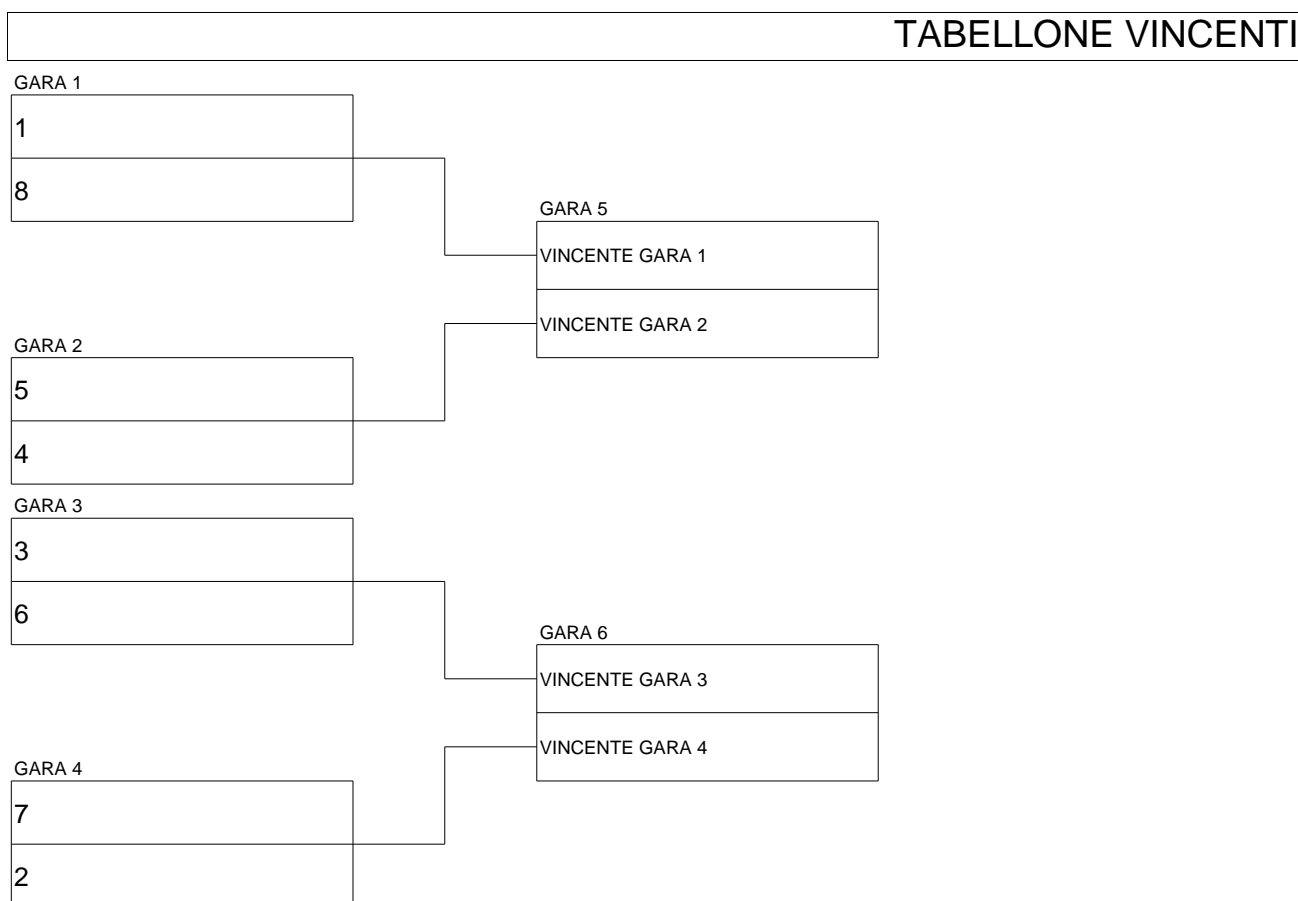 TABELLONE VINCENTI
GARA 1
1
8
GARA 5
VINCENTE GARA 1
VINCENTE GARA 2
GARA 2
5
4
GARA 3
3
6
GARA 6
VINCENTE GARA 3
VINCENTE GARA 4
GARA 4
7
2